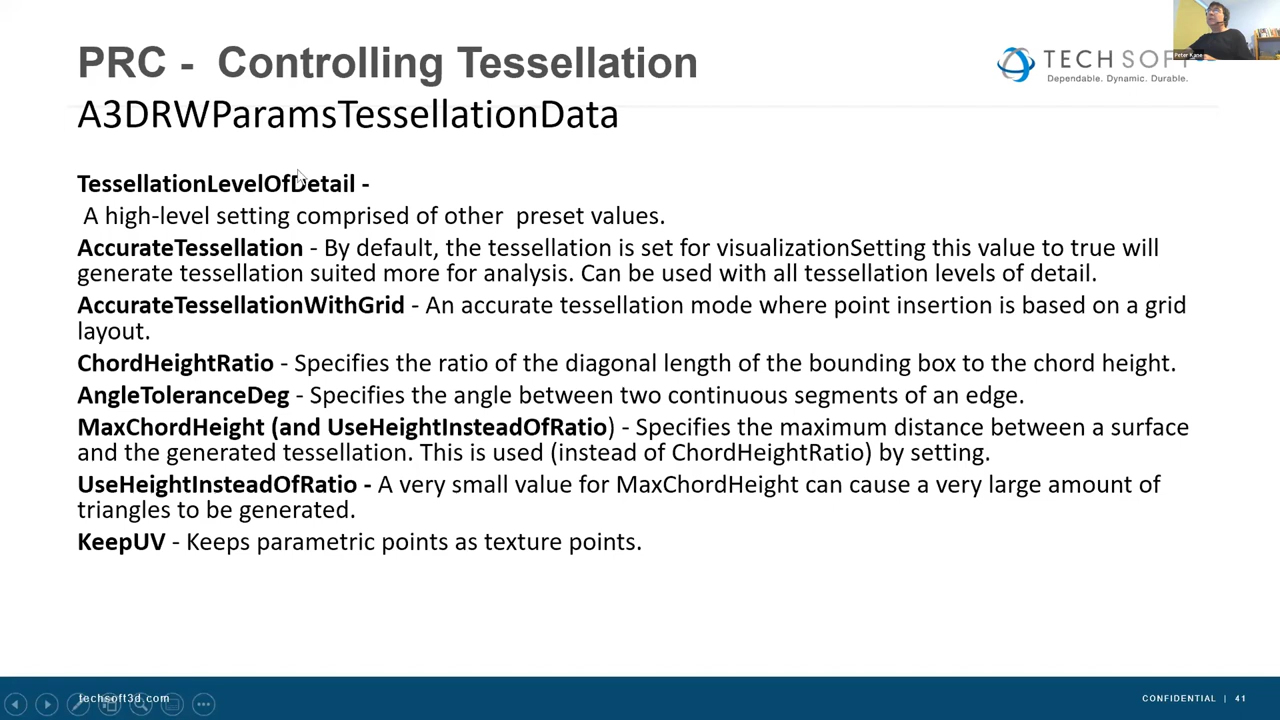 PRC - Controlling Tessellation
A3DRWParamsTessellationData
TECH SOFT
Dependable. Dynamic. Durable.
Peter Kane
TessellationLevelOfDetail -
A high-level setting comprised of other preset values.
AccurateTessellation - By default, the tessellation is set for visualizationSetting this value to true will
generate tessellation suited more for analysis. Can be used with all tessellation levels of detail.
AccurateTessellationWithGrid - An accurate tessellation mode where point insertion is based on a grid
layout.
ChordHeightRatio - Specifies the ratio of the diagonal length of the bounding box to the chord height.
AngleToleranceDeg - Specifies the angle between two continuous segments of an edge.
MaxChordHeight (and UseHeightInsteadOfRatio) - Specifies the maximum distance between a surface
and the generated tessellation. This is used (instead of ChordHeightRatio) by setting.
UseHeightInsteadOfRatio - A very small value for MaxChordHeight can cause a very large amount of
triangles to be generated.
KeepUV - Keeps parametric points as texture points.
techsoft3d.com
CONFIDENTIAL | 41